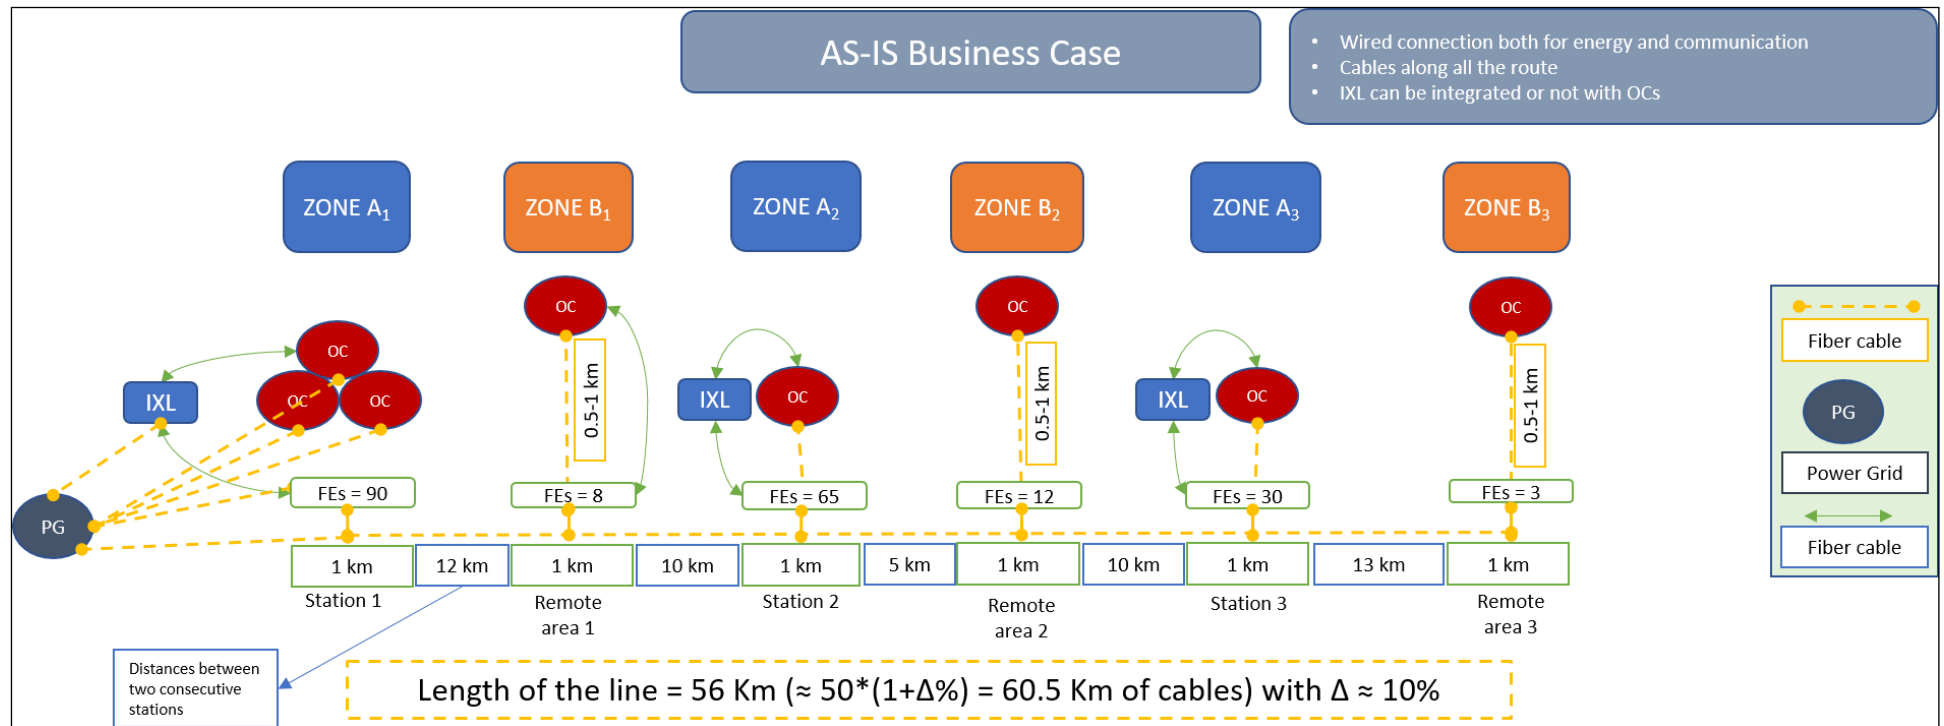 AS-IS Business Case
• Wired connection both for energy and communication
• Cables along all the route
• IXL can be integrated or not with OCs
ZONE A1
ZONE B1
ZONE A2
ZONE B2
ZONE A3
ZONE B3
OC
OC
OC
OC
OC
OC
OC
OC
IXL
IXL
IXL
0.5-1 km
0.5-1 km
0.5-1 km
PG
FEs = 90
FEs = 8
FEs = 65
FEs = 12
FEs = 30
FEs = 3
1 km
12 km
1 km
10 km
1 km
5 km
1 km
10 km
1 km
13 km
1 km
Station 1
Remote
area 1
Station 2
Remote
area 2
Station 3
Remote
area 3
Fiber cable
PG
Power Grid
Fiber cable
Distances between
two consecutive
stations
Length of the line = 56 Km (≈ 50*(1+Δ%) = 60.5 Km of cables) with Δ ≈ 10%